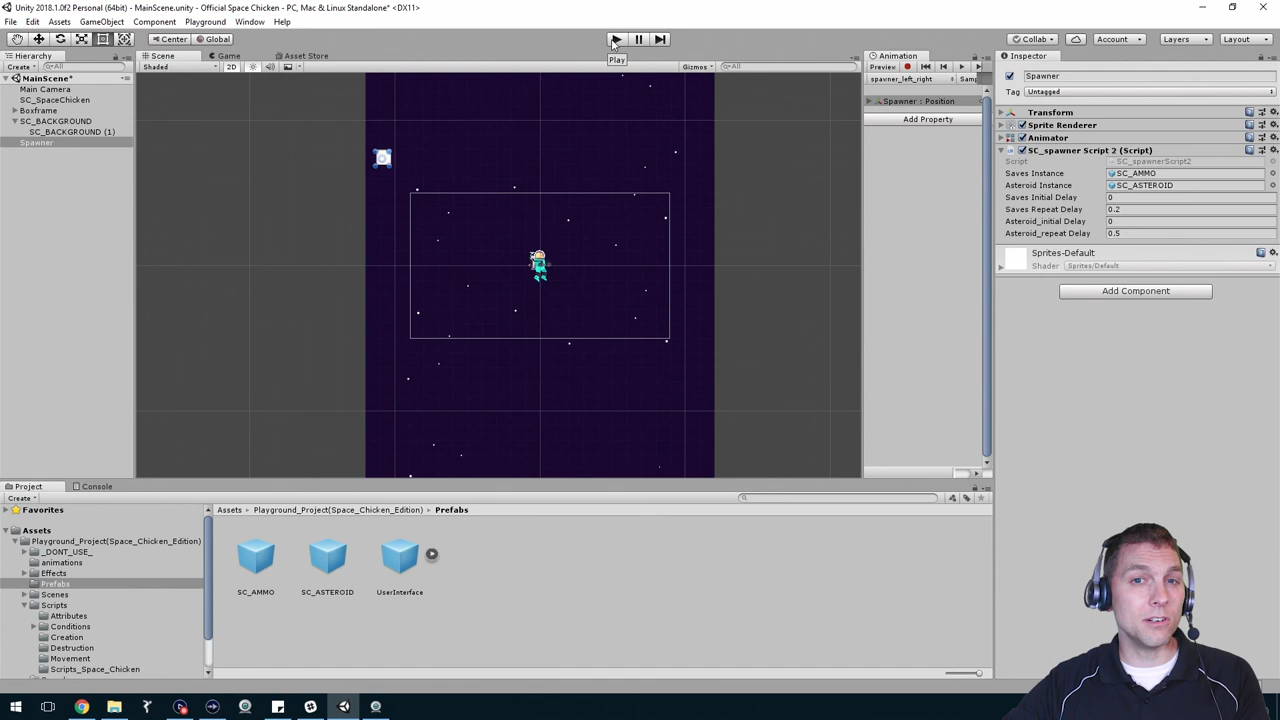 Unity 2018.1.0f2 Personal (64bit) - MainScene.unity - Official Space Chicken - PC, Mac & Linux Standalone* <DX11>
File Edit Assets GameObject Component Playground Window Help
Center Global Collab Account Layers Layout
Play
Hierarchy
Create All
MainScene*
Main Camera
SC_SpaceChicken
Boxframe
SC_BACKGROUND
SC_BACKGROUND (1)
Spawner
Scene Game Asset Store
Shaded 2D Gizmos All
Animation
Preview
spawner_left_right Samp
Spawner : Position
Add Property
Inspector
Spawner
Tag Untagged
Transform
Sprite Renderer
Animator
SC_spawner Script 2 (Script)
Script SC_spawnerScript2
Saves Instance SC_AMMO
Asteroid Instance SC_ASTEROID
Saves Initial Delay 0
Saves Repeat Delay 0.2
Asteroid_initial Delay 0
Asteroid_repeat Delay 0.5
Sprites-Default
Shader Sprites/Default
Add Component
Project Console
Create
Favorites
Assets
Playground_Project(Space_Chicken_Edition)
_DONT_USE_
animations
Effects
Prefabs
Scenes
Scripts
Attributes
Conditions
Creation
Destruction
Movement
Scripts_Space_Chicken
Assets Playground_Project(Space_Chicken_Edition) Prefabs
SC_AMMO SC_ASTEROID UserInterface